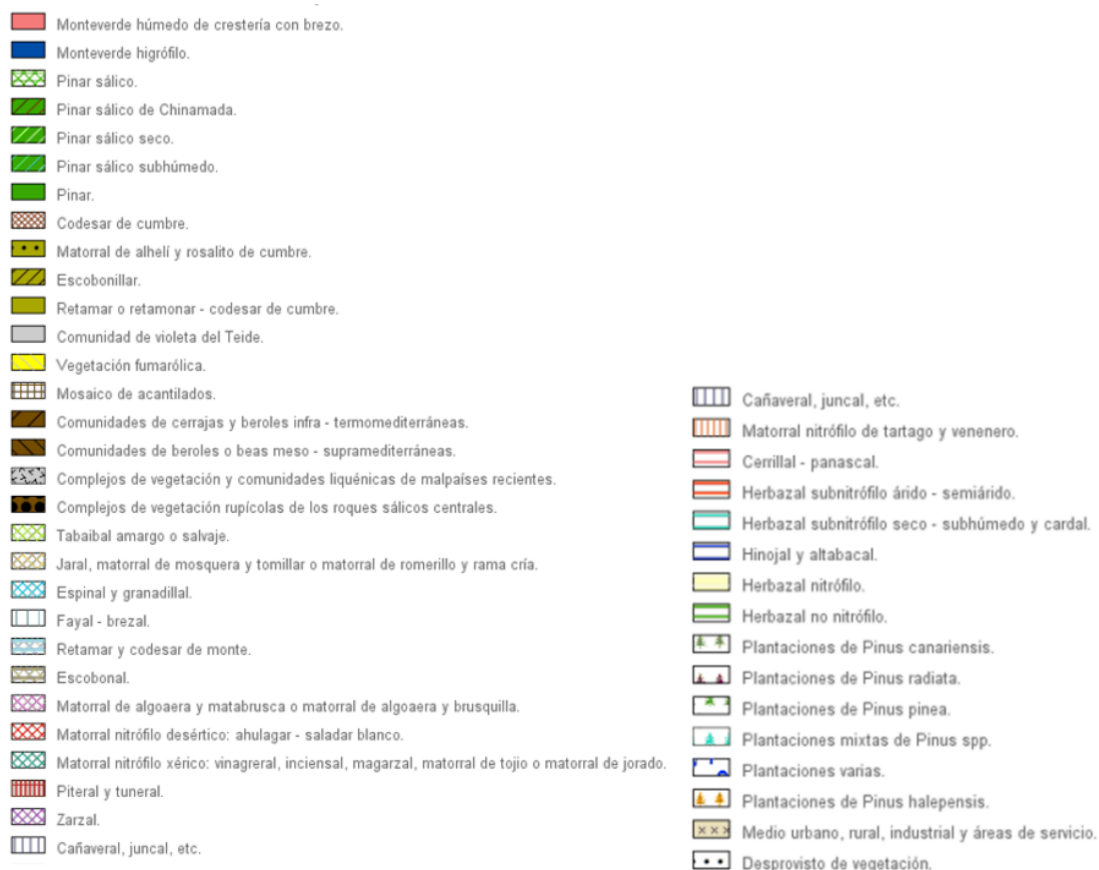 Monteverde húmedo de crestería con brezo.
Monteverde higrófilo.
Pinar sálico.
Pinar sálico de Chinamada.
Pinar sálico seco.
Pinar sálico subhúmedo.
Pinar.
Codesar de cumbre.
Matorral de alhelí y rosalito de cumbre.
Escobonillar.
Retamar o retamonar - codesar de cumbre.
Comunidad de violeta del Teide.
Vegetación fumarólica.
Mosaico de acantilados.
Comunidades de cerrajas y beroles infra - termomediterráneas.
Comunidades de beroles o beas meso - supramediterráneas.
Complejos de vegetación y comunidades liquénicas de malpaíses recientes.
Complejos de vegetación rupícolas de los roques sálicos centrales.
Tabaibal amargo o salvaje.
Jaral, matorral de mosquera y tomillar o matorral de romerillo y rama cría.
Espinal y granadillal.
Fayal - brezal.
Retamar y codesar de monte.
Escobonal.
Matorral de algoaera y matabrusca o matorral de algoaera y brusquilla.
Matorral nitrófilo desértico: ahulagar - saladar blanco.
Matorral nitrófilo xérico: vinagreral, inciensal, magarzal, matorral de tojio o matorral de jorado.
Piteral y tuneral.
Zarzal.
Cañaveral, juncal, etc.
Cañaveral, juncal, etc.
Matorral nitrófilo de tartago y venenero.
Cerrillal - panascal.
Herbazal subnitrófilo árido - semiárido.
Herbazal subnitrófilo seco - subhúmedo y cardal.
Hinojal y altabacal.
Herbazal nitrófilo.
Herbazal no nitrófilo.
Plantaciones de Pinus canariensis.
Plantaciones de Pinus radiata.
Plantaciones de Pinus pinea.
Plantaciones mixtas de Pinus spp.
Plantaciones varias.
Plantaciones de Pinus halepensis.
Medio urbano, rural, industrial y áreas de servicio.
Desprovisto de vegetación.